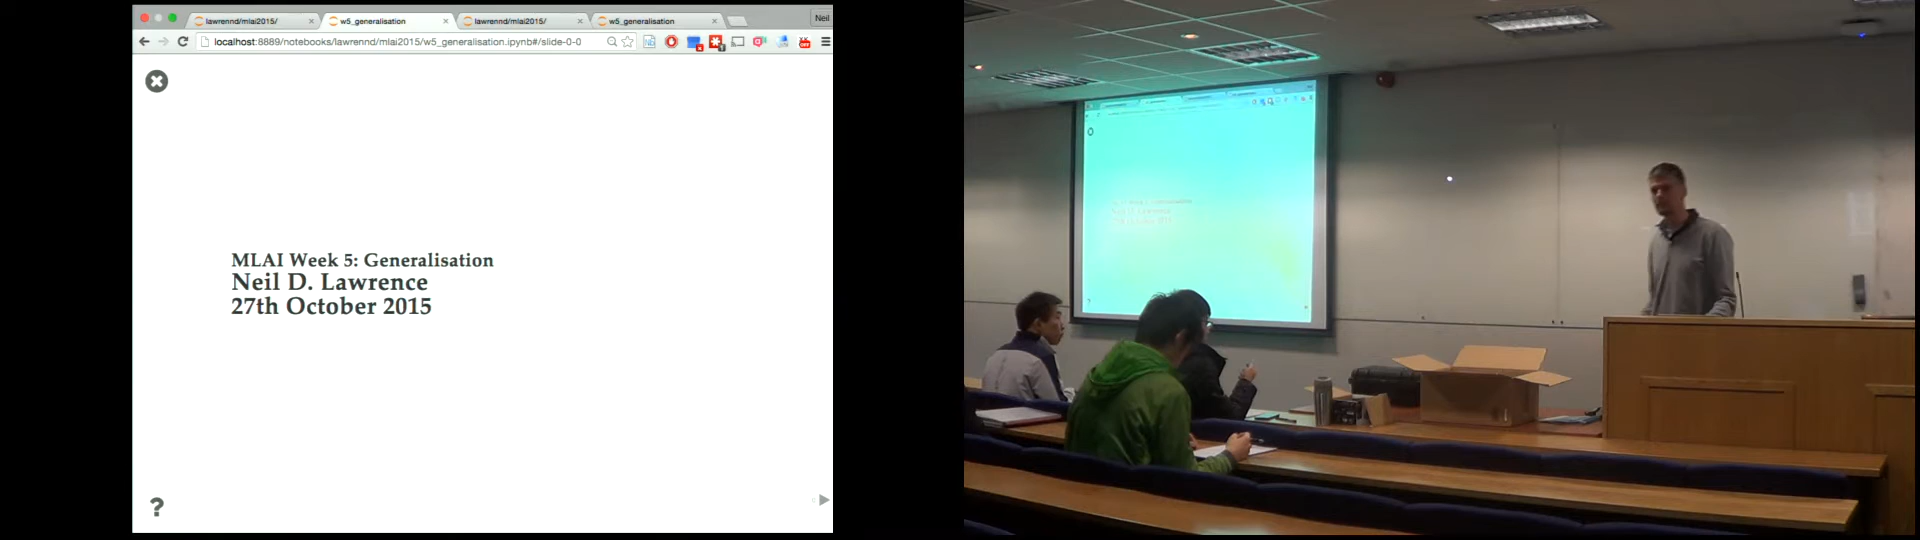 lawrennd/mlai2015/
w5_generalisation
lawrennd/mlai2015/
w5_generalisation
Neil
localhost:8889/notebooks/lawrennd/mlai2015/w5_generalisation.ipynb#/slide-0-0
MLAI Week 5: Generalisation
Neil D. Lawrence
27th October 2015
?